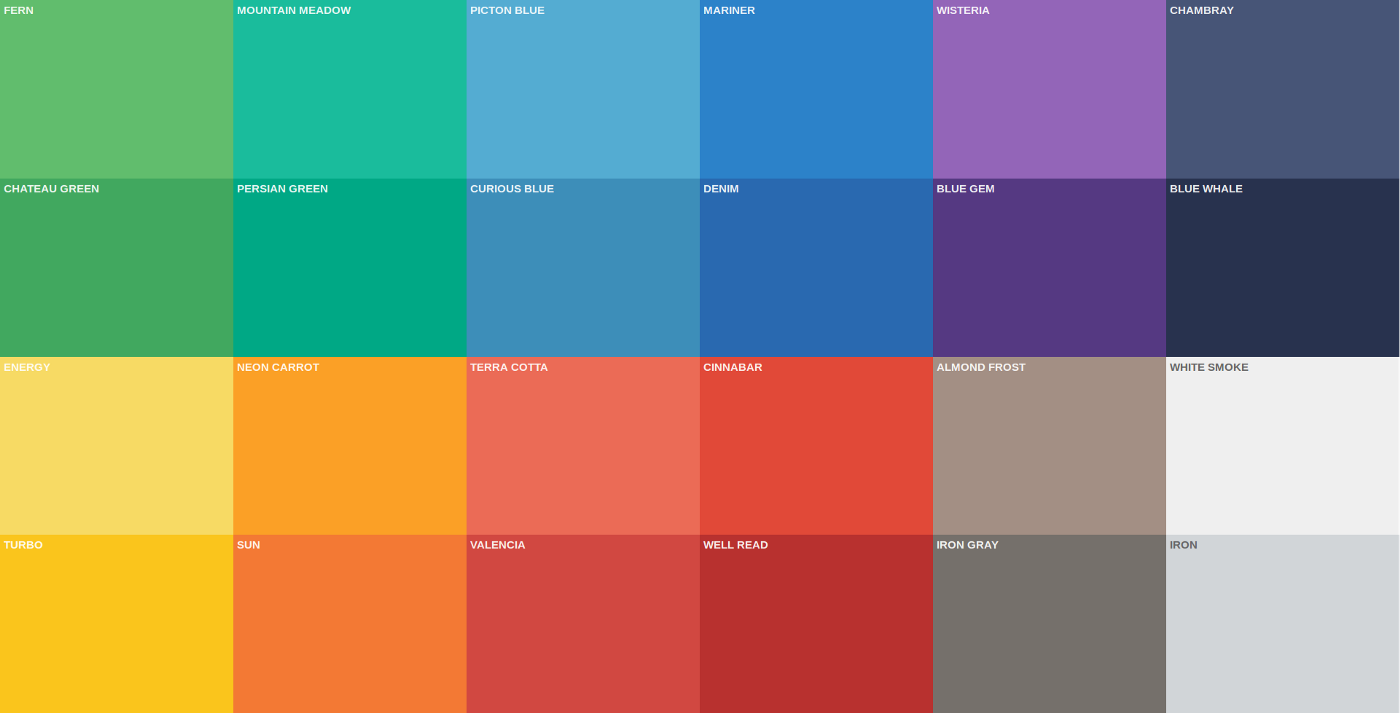 FERN
MOUNTAIN MEADOW
PICTON BLUE
MARINER
WISTERIA
CHAMBRAY
CHATEAU GREEN
PERSIAN GREEN
CURIOUS BLUE
DENIM
BLUE GEM
BLUE WHALE
ENERGY
NEON CARROT
TERRA COTTA
CINNABAR
ALMOND FROST
WHITE SMOKE
TURBO
SUN
VALENCIA
WELL READ
IRON GRAY
IRON